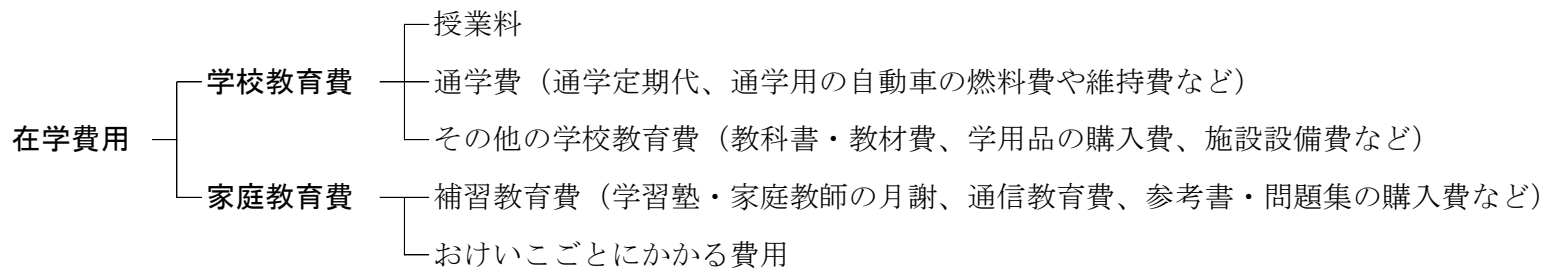 授業料
学校教育費
通学費（通学定期代、通学用の自動車の燃料費や維持費など）
在学費用
その他の学校教育費（教科書・教材費、学用品の購入費、施設設備費など）
家庭教育費
補習教育費（学習塾・家庭教師の月謝、通信教育費、参考書・問題集の購入費など）
おけいこごとにかかる費用